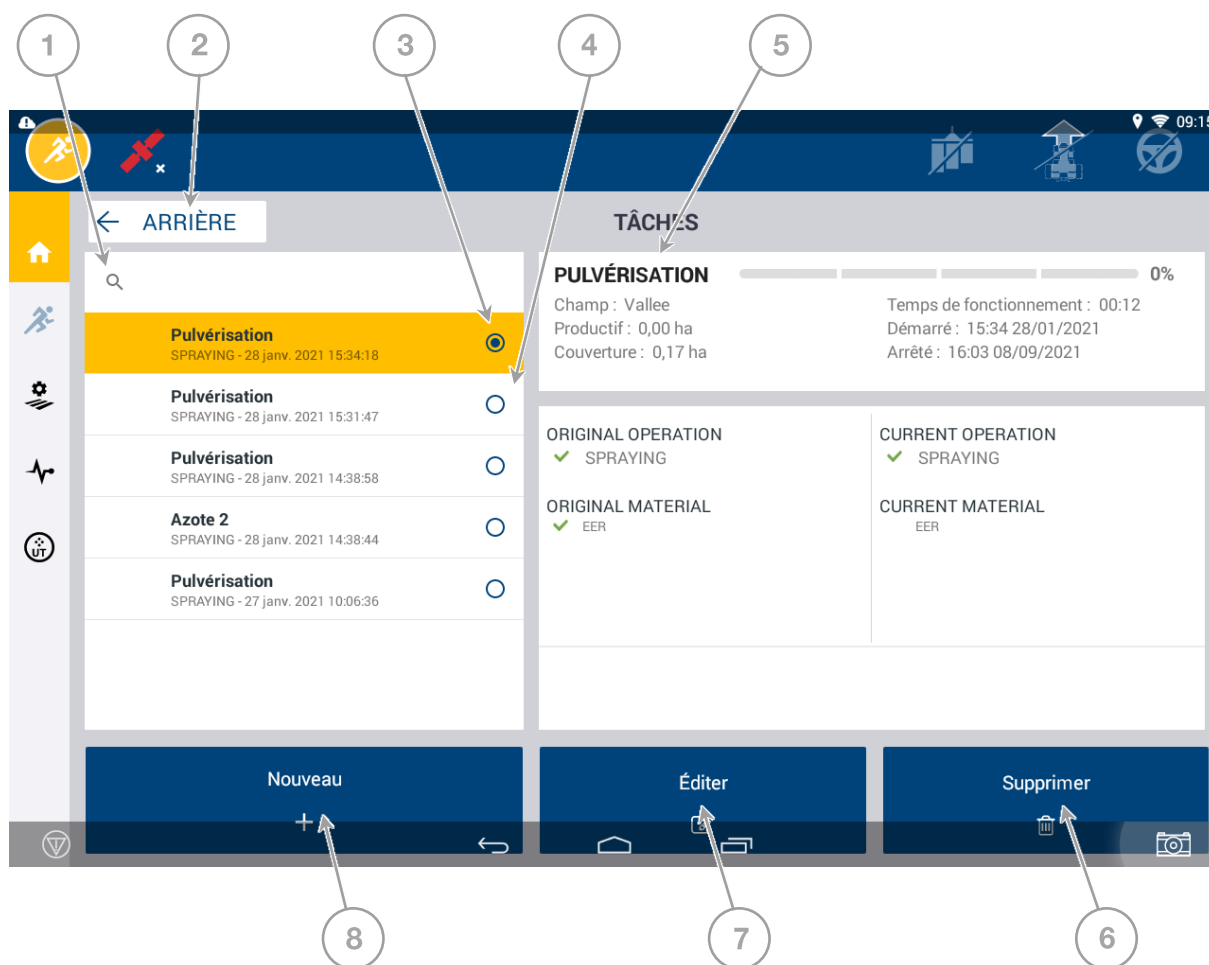 1
2
3
4
5
09:15
← ARRIÈRE
TÂCHES
Pulvérisation
SPRAYING - 28 janv. 2021 15:34:18
Pulvérisation
SPRAYING - 28 janv. 2021 15:31:47
Pulvérisation
SPRAYING - 28 janv. 2021 14:38:58
Azote 2
SPRAYING - 28 janv. 2021 14:38:44
Pulvérisation
SPRAYING - 27 janv. 2021 10:06:36
PULVÉRISATION 0%
Champ : Vallee
Productif : 0,00 ha
Couverture : 0,17 ha
Temps de fonctionnement : 00:12
Démarré : 15:34 28/01/2021
Arrêté : 16:03 08/09/2021
ORIGINAL OPERATION
SPRAYING
ORIGINAL MATERIAL
EER
CURRENT OPERATION
SPRAYING
CURRENT MATERIAL
EER
UT
Nouveau
+
Éditer
Supprimer
8
7
6